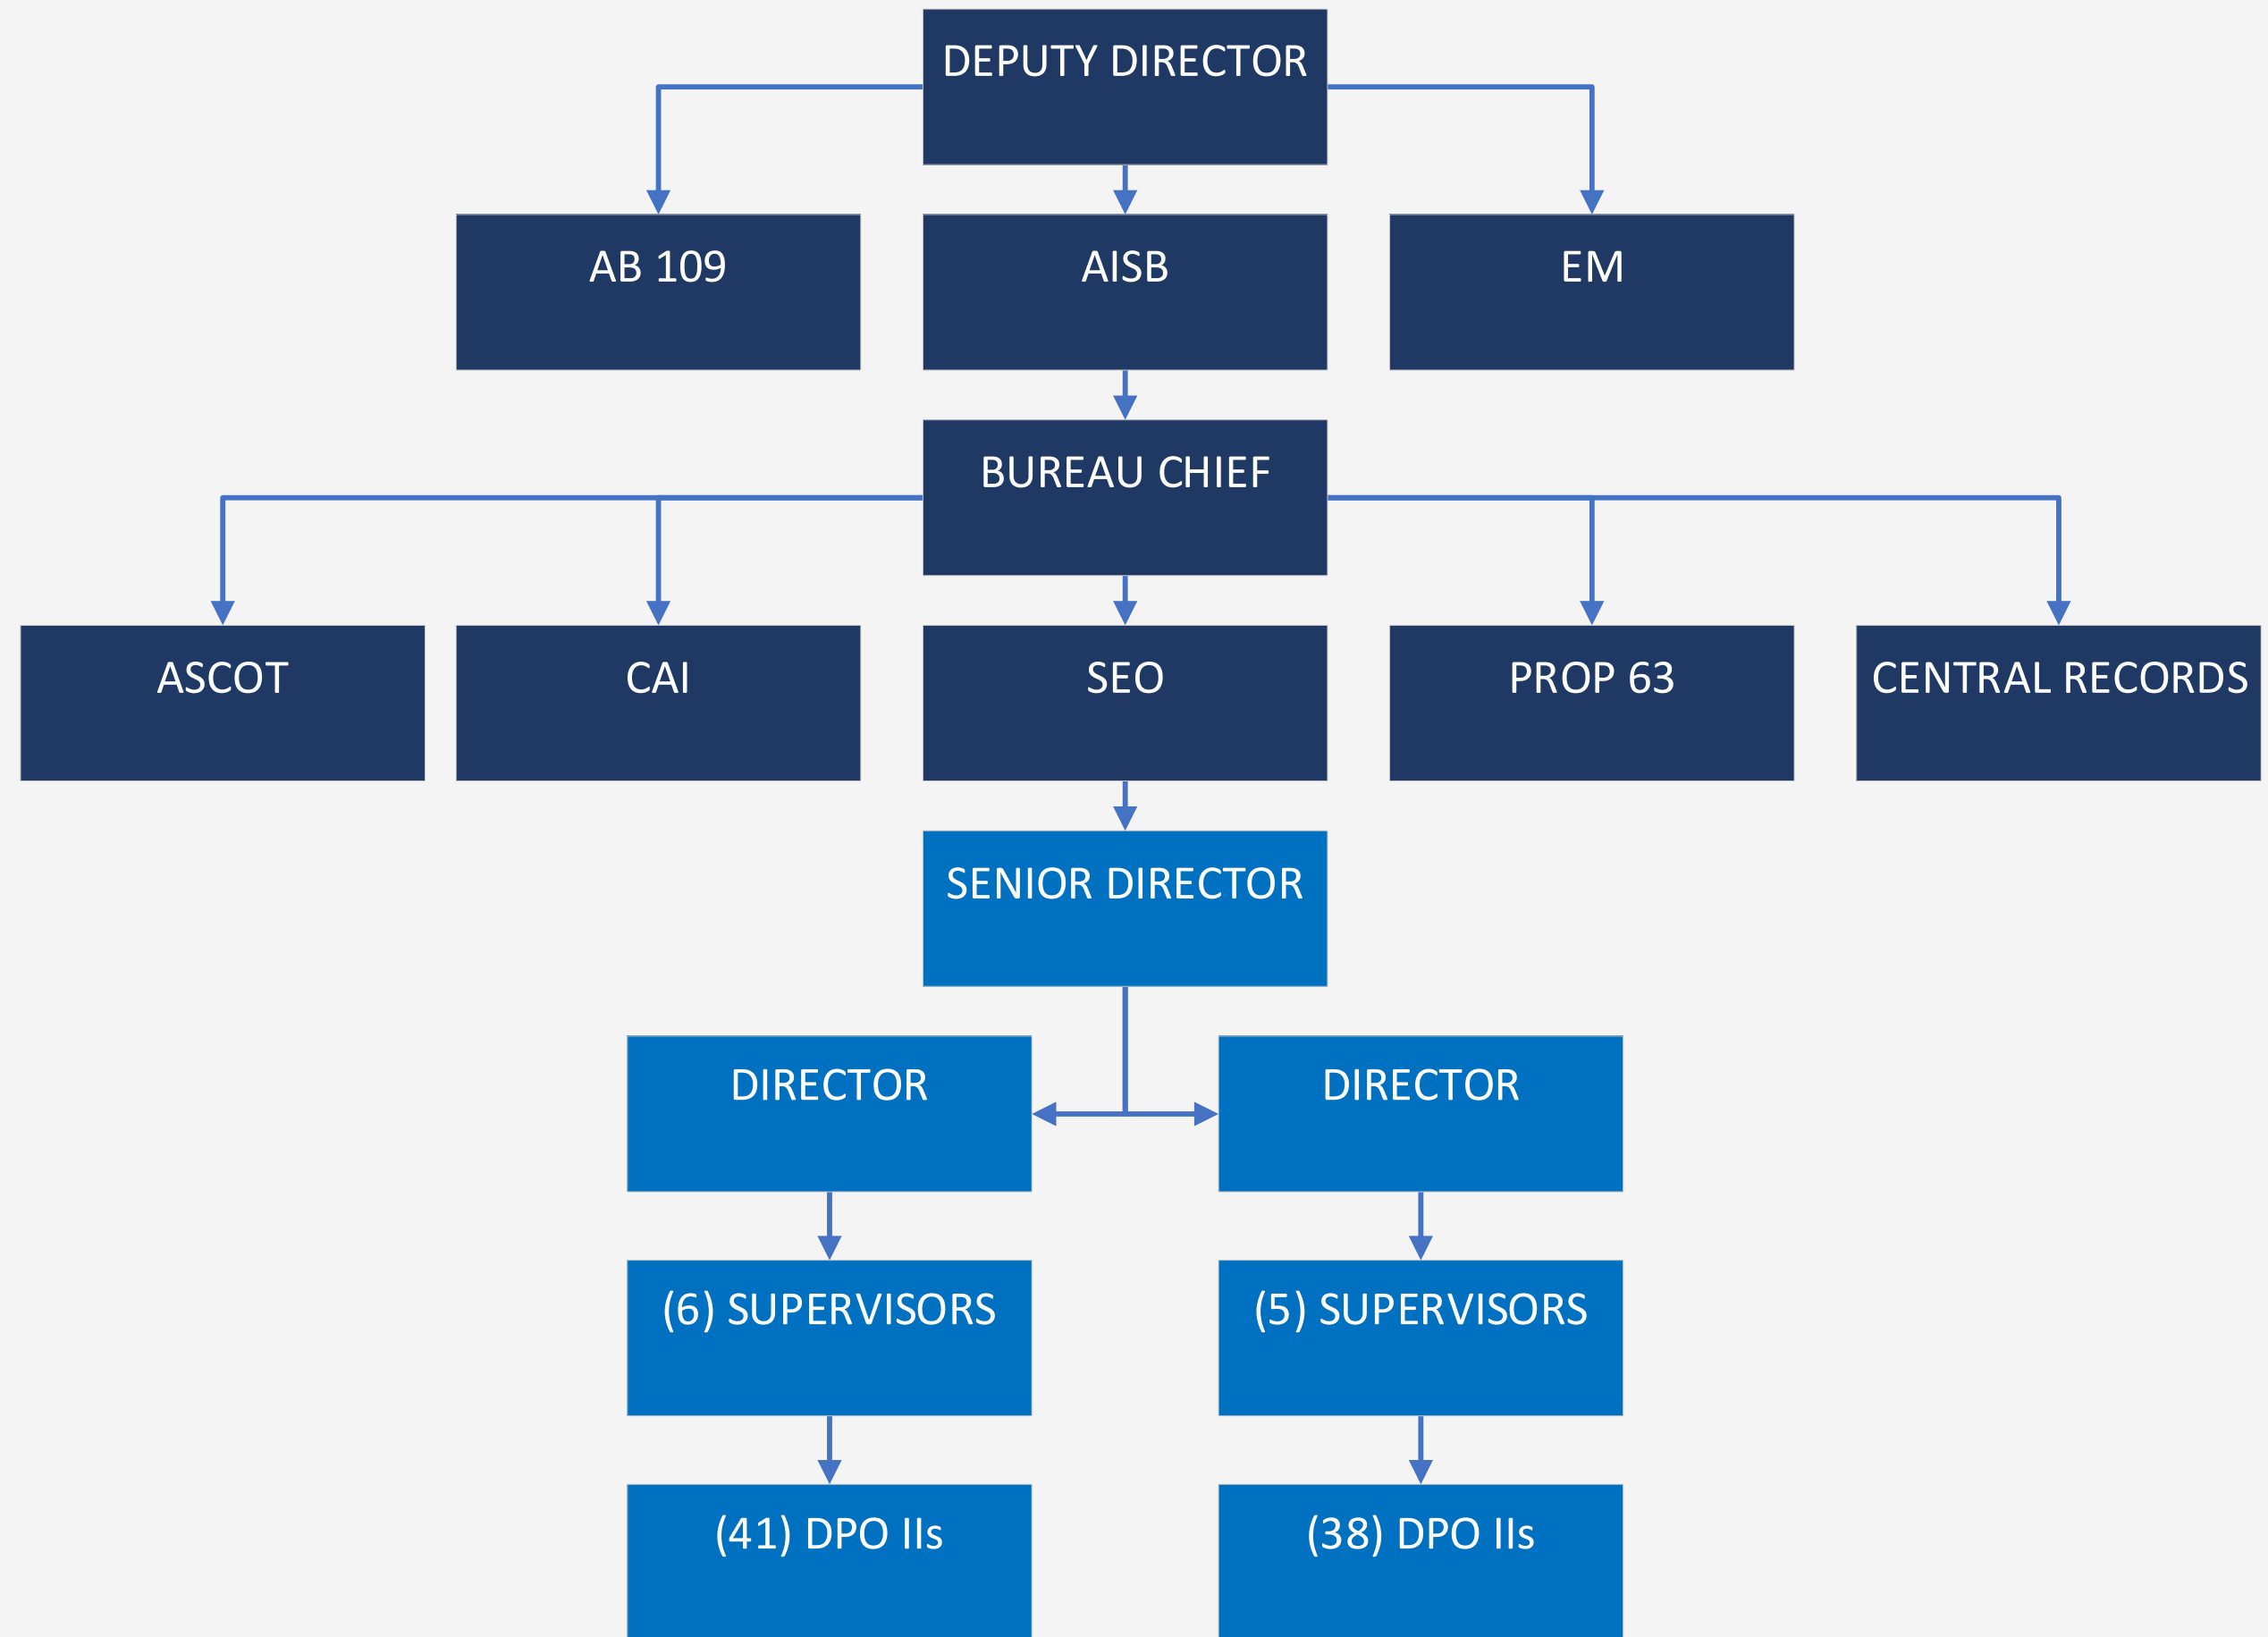 DEPUTY DIRECTOR
AB 109
AISB
EM
BUREAU CHIEF
ASCOT
CAI
SEO
PROP 63
CENTRAL RECORDS
SENIOR DIRECTOR
DIRECTOR
DIRECTOR
(6) SUPERVISORS
(5) SUPERVISORS
(41) DPO IIs
(38) DPO IIs